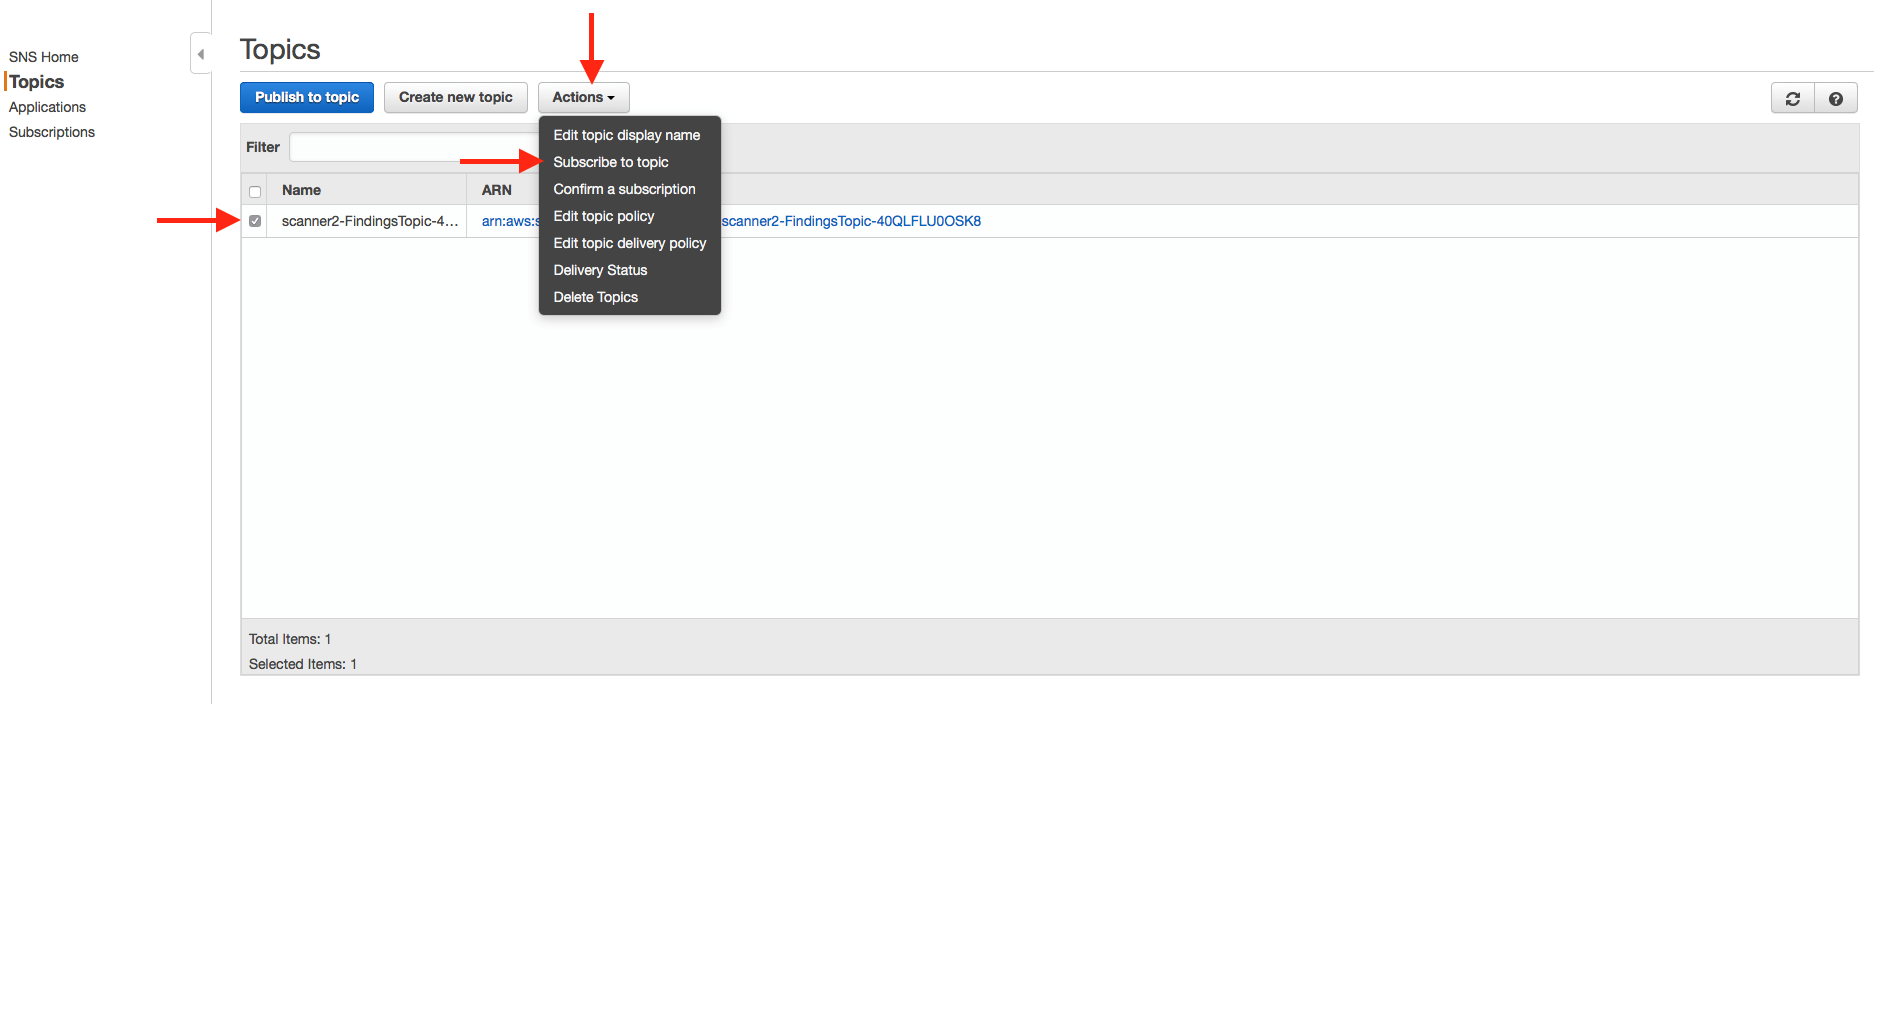 SNS Home
Topics
Applications
Subscriptions
Topics
Publish to topic
Create new topic
Actions
Filter
Edit topic display name
Subscribe to topic
Confirm a subscription
Edit topic policy
Edit topic delivery policy
Delivery Status
Delete Topics
Name
ARN
scanner2-FindingsTopic-4...
arn:aws:s
scanner2-FindingsTopic-40QLFLU0OSK8
Total Items: 1
Selected Items: 1